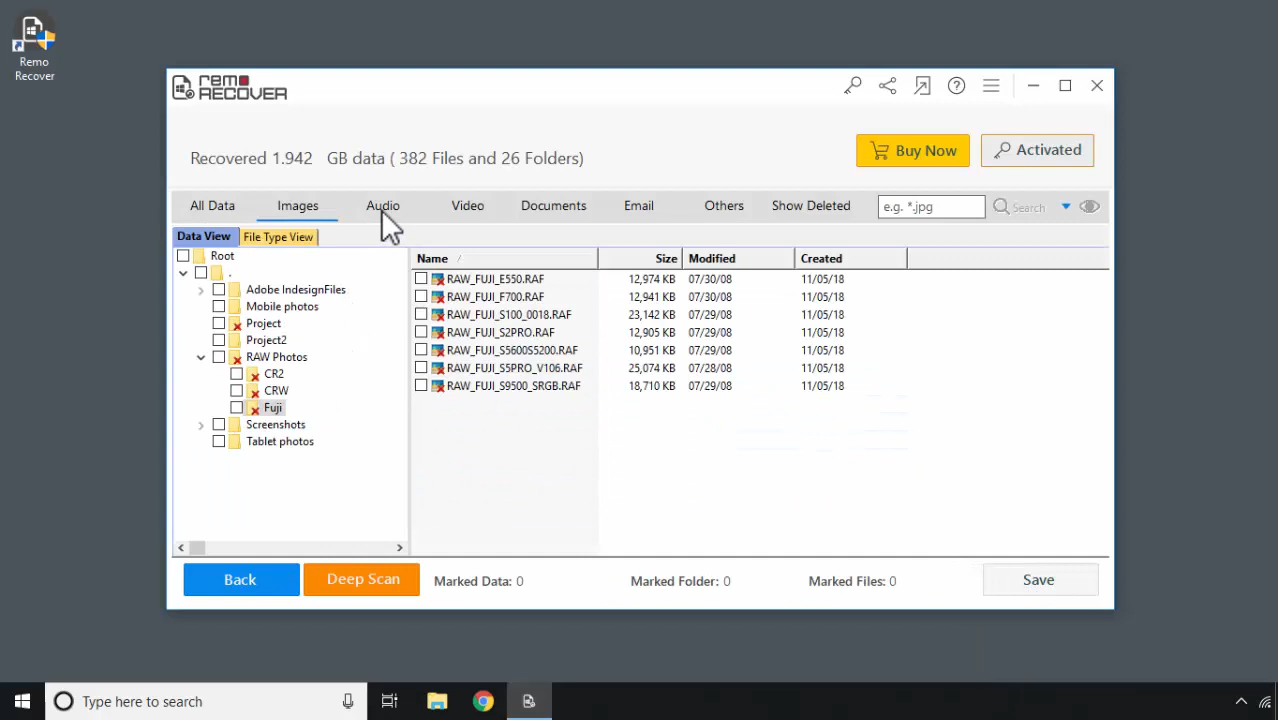 Remo
Recover
remo
RECOVER
Recovered 1.942 GB data ( 382 Files and 26 Folders)
Buy Now
Activated
All Data Images Audio Video Documents Email Others Show Deleted e.g. *.jpg Search
Data View File Type View
Root
.
Adobe IndesignFiles
Mobile photos
Project
Project2
RAW Photos
CR2
CRW
Fuji
Screenshots
Tablet photos
Name / Size Modified Created
RAW_FUJI_E550.RAF 12,974 KB 07/30/08 11/05/18
RAW_FUJI_F700.RAF 12,941 KB 07/30/08 11/05/18
RAW_FUJI_S100_0018.RAF 23,142 KB 07/29/08 11/05/18
RAW_FUJI_S2PRO.RAF 12,905 KB 07/29/08 11/05/18
RAW_FUJI_S5600S5200.RAF 10,951 KB 07/29/08 11/05/18
RAW_FUJI_S5PRO_V106.RAF 25,074 KB 07/28/08 11/05/18
RAW_FUJI_S9500_SRGB.RAF 18,710 KB 07/29/08 11/05/18
Back Deep Scan Marked Data: 0 Marked Folder: 0 Marked Files: 0 Save
Type here to search